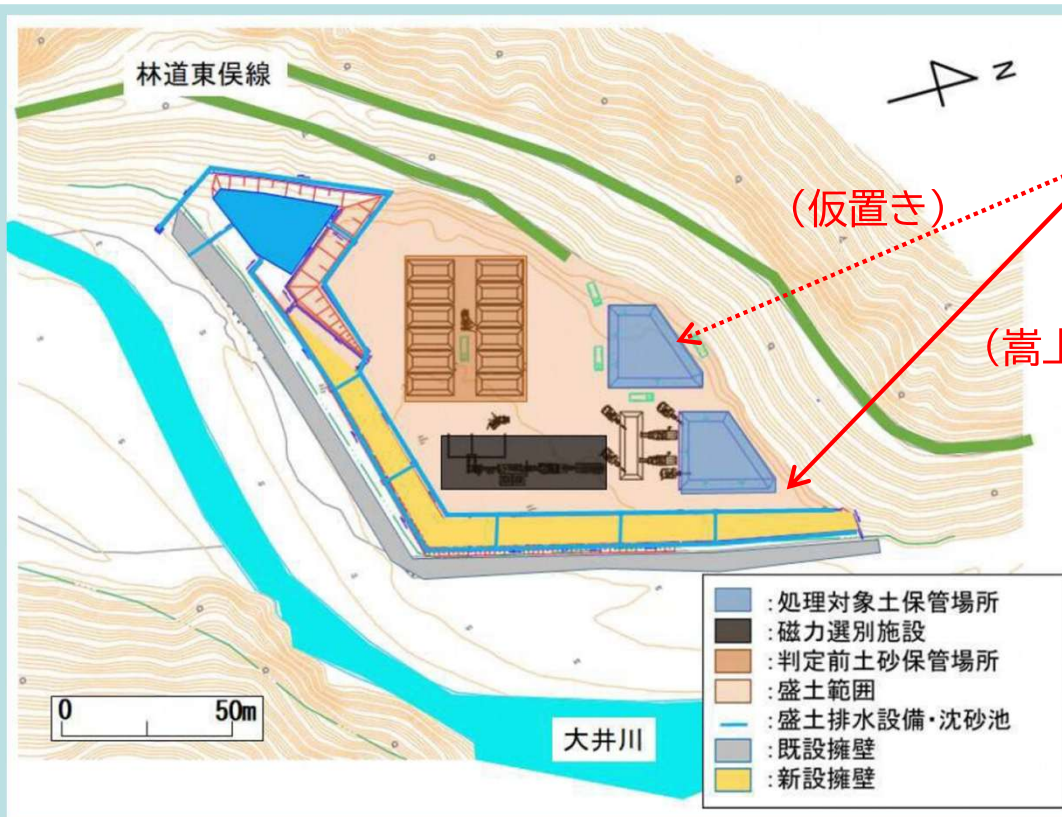 林道東俣線
N
（仮置き）
（嵩上
:処理対象土保管場所
:磁力選別施設
:判定前土砂保管場所
:盛土範囲
:盛土排水設備・沈砂池
:既設擁壁
:新設擁壁
0 50m
大井川